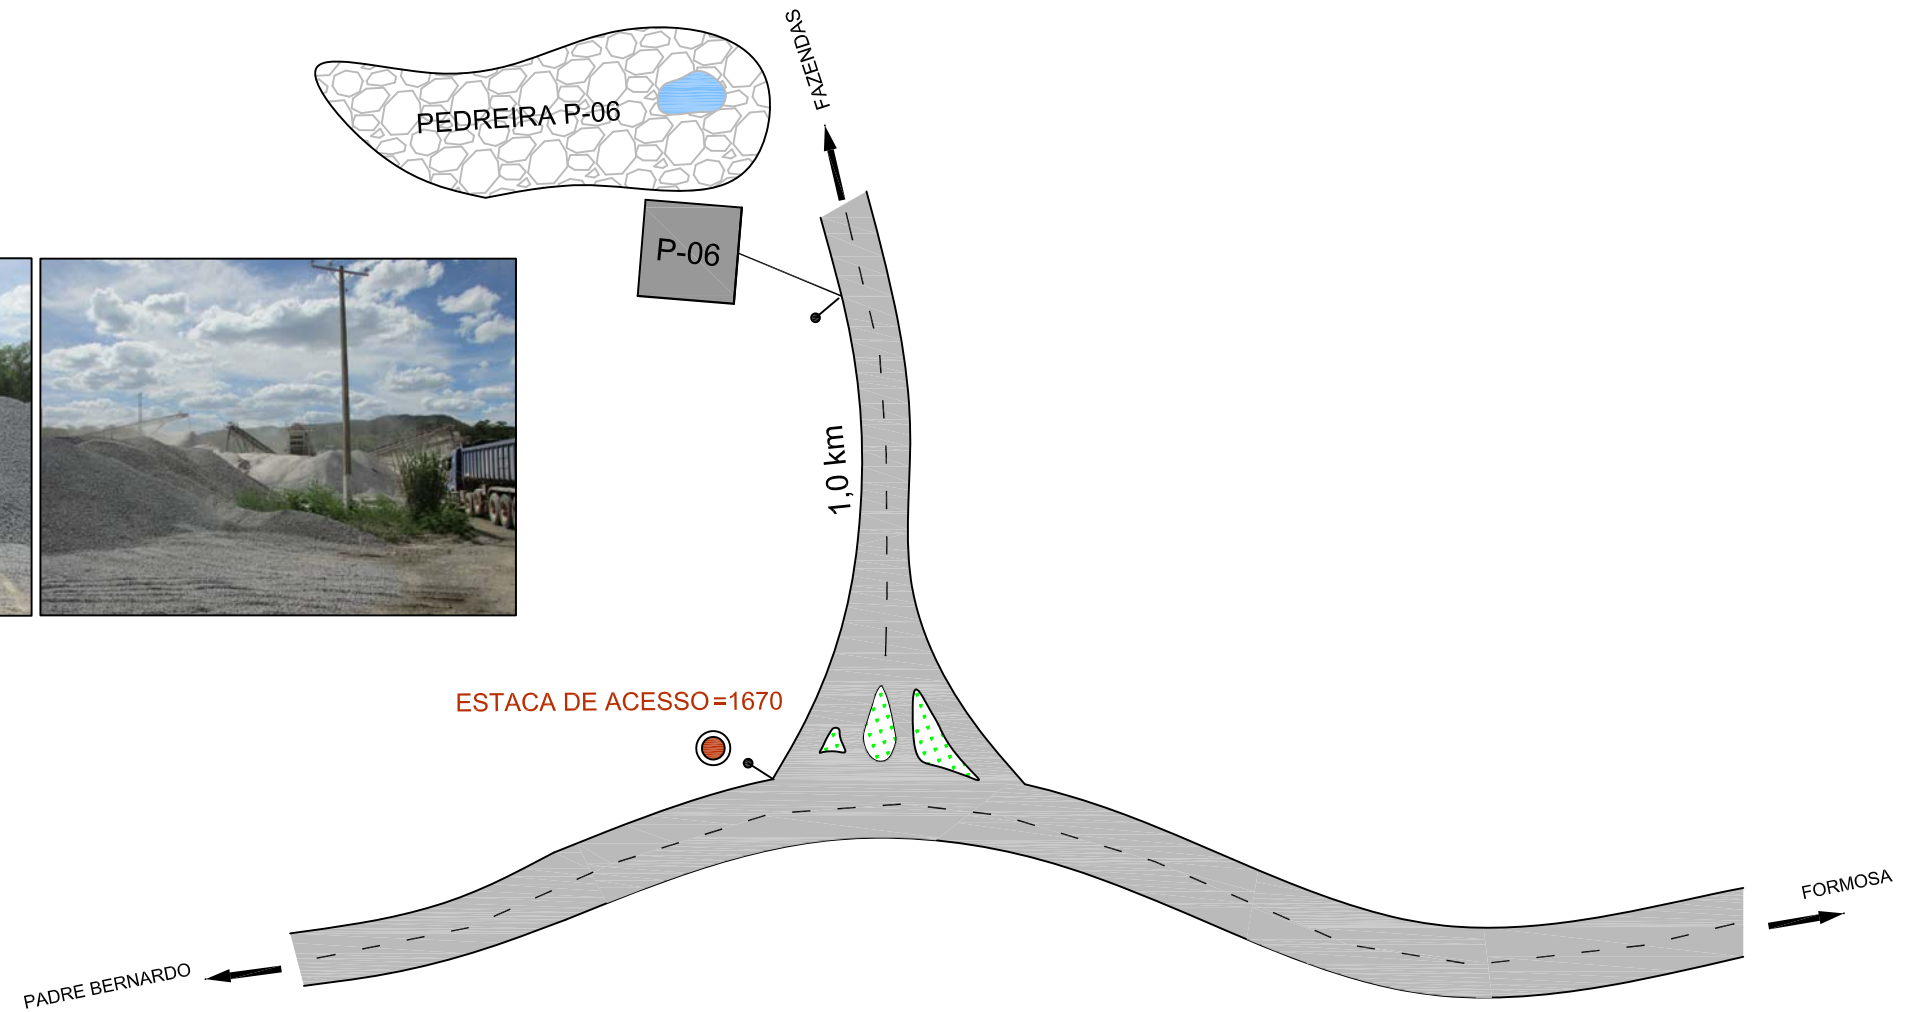 FAZENDAS
PEDREIRA P-06
P-06
1,0 km
ESTACA DE ACESSO=1670
FORMOSA
PADRE BERNARDO